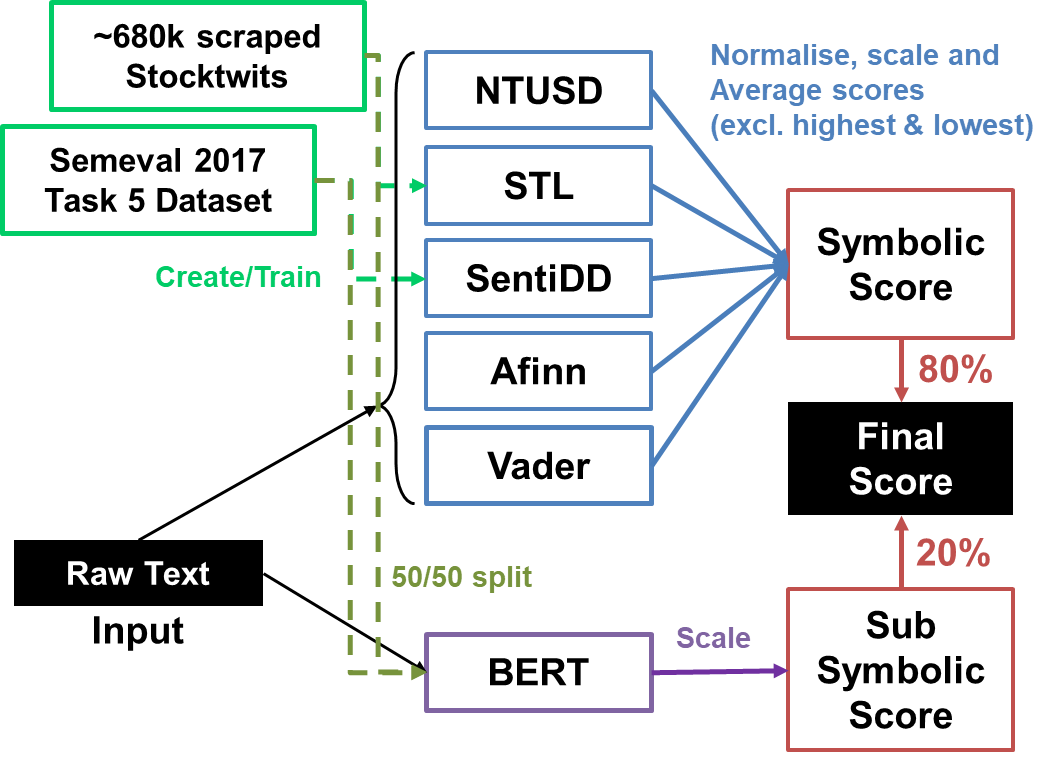 ~680k scraped
Stocktwits
Semeval 2017
Task 5 Dataset
Create/Train
NTUSD
STL
SentiDD
Afinn
Vader
Normalise, scale and
Average scores
(excl. highest & lowest)
Symbolic
Score
80%
Final
Score
20%
Raw Text
Input
50/50 split
BERT
Scale
Sub
Symbolic
Score